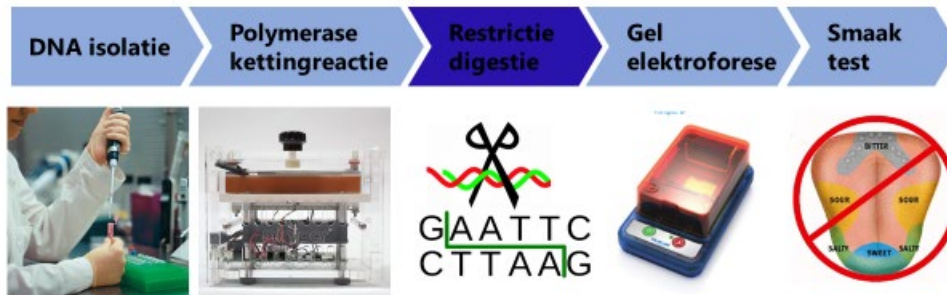 DNA isolatie
Polymerase
kettingreactie
Restrictie
digestie
Gel
elektroforese
Smaak
test
GAATTC
CTTAAG
BITTER
SOUR
SOUR
SALTY
SALTY
SWEET